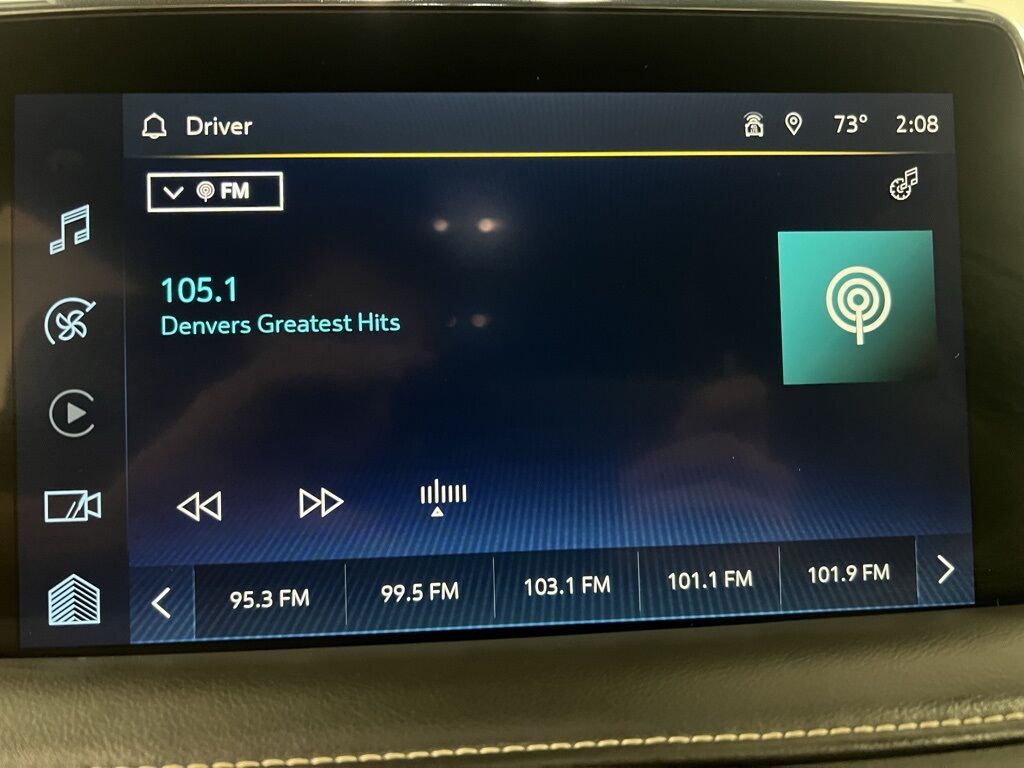 Driver 73° 2:08
FM
105.1
Denvers Greatest Hits
95.3 FM 99.5 FM 103.1 FM 101.1 FM 101.9 FM